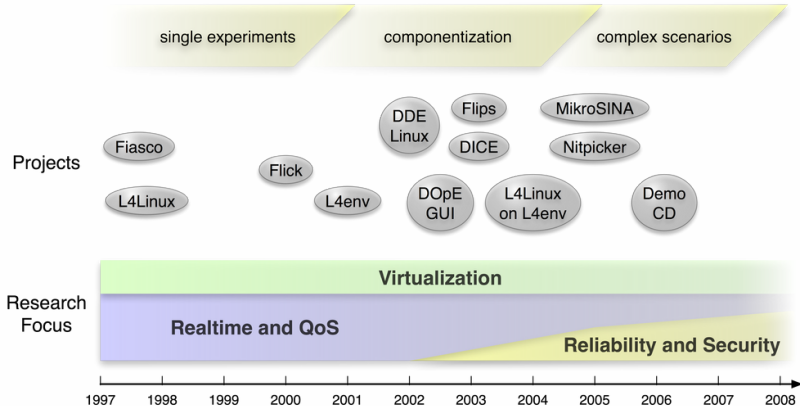 single experiments
componentization
complex scenarios
Projects
Fiasco
L4Linux
Flick
L4env
DDE
Linux
DOpE
GUI
Flips
DICE
L4Linux
on L4env
MikroSINA
Nitpicker
Demo
CD
Research
Focus
Virtualization
Realtime and QoS
Reliability and Security
1997 1998 1999 2000 2001 2002 2003 2004 2005 2006 2007 2008